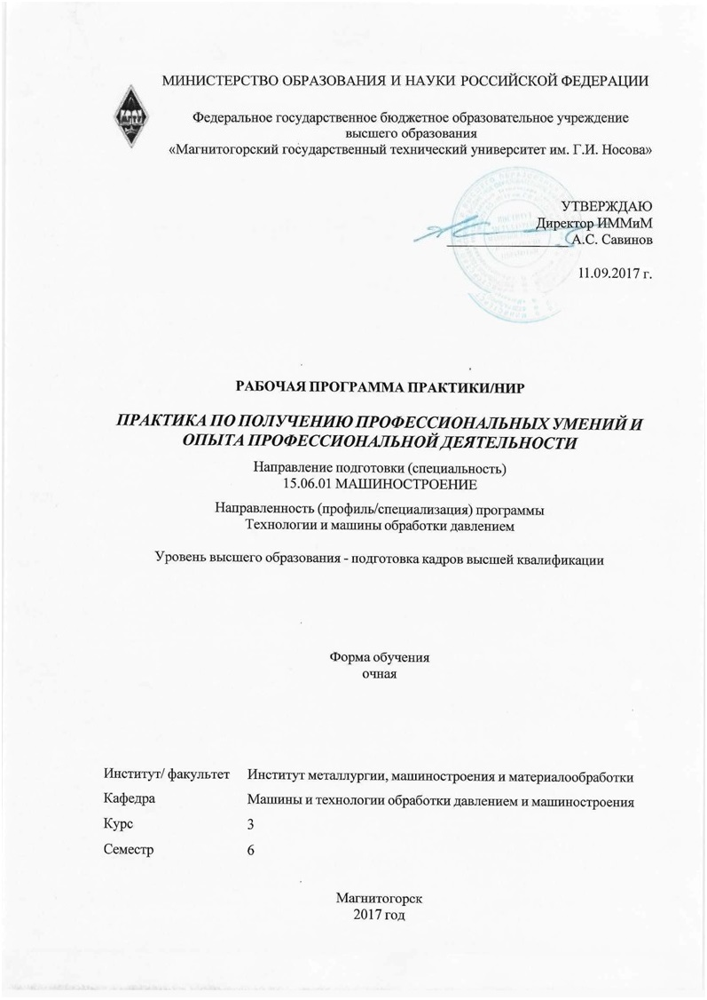 МИНИСТЕРСТВО ОБРАЗОВАНИЯ И НАУКИ РОССИЙСКОЙ ФЕДЕРАЦИИ
Федеральное государственное бюджетное образовательное учреждение
высшего образования
«Магнитогорский государственный технический университет им. Г.И. Носова»
УТВЕРЖДАЮ
Директор ИММиМ
А.С. Савинов
11.09.2017 г.
РАБОЧАЯ ПРОГРАММА ПРАКТИКИ/НИР
ПРАКТИКА ПО ПОЛУЧЕНИЮ ПРОФЕССИОНАЛЬНЫХ УМЕНИЙ И
ОПЫТА ПРОФЕССИОНАЛЬНОЙ ДЕЯТЕЛЬНОСТИ
Направление подготовки (специальность)
15.06.01 МАШИНОСТРОЕНИЕ
Направленность (профиль/специализация) программы
Технологии и машины обработки давлением
Уровень высшего образования - подготовка кадров высшей квалификации
Форма обучения
очная
Институт/ факультет Институт металлургии, машиностроения и материалообработки
Кафедра Машины и технологии обработки давлением и машиностроения
Курс 3
Семестр 6
Магнитогорск
2017 год